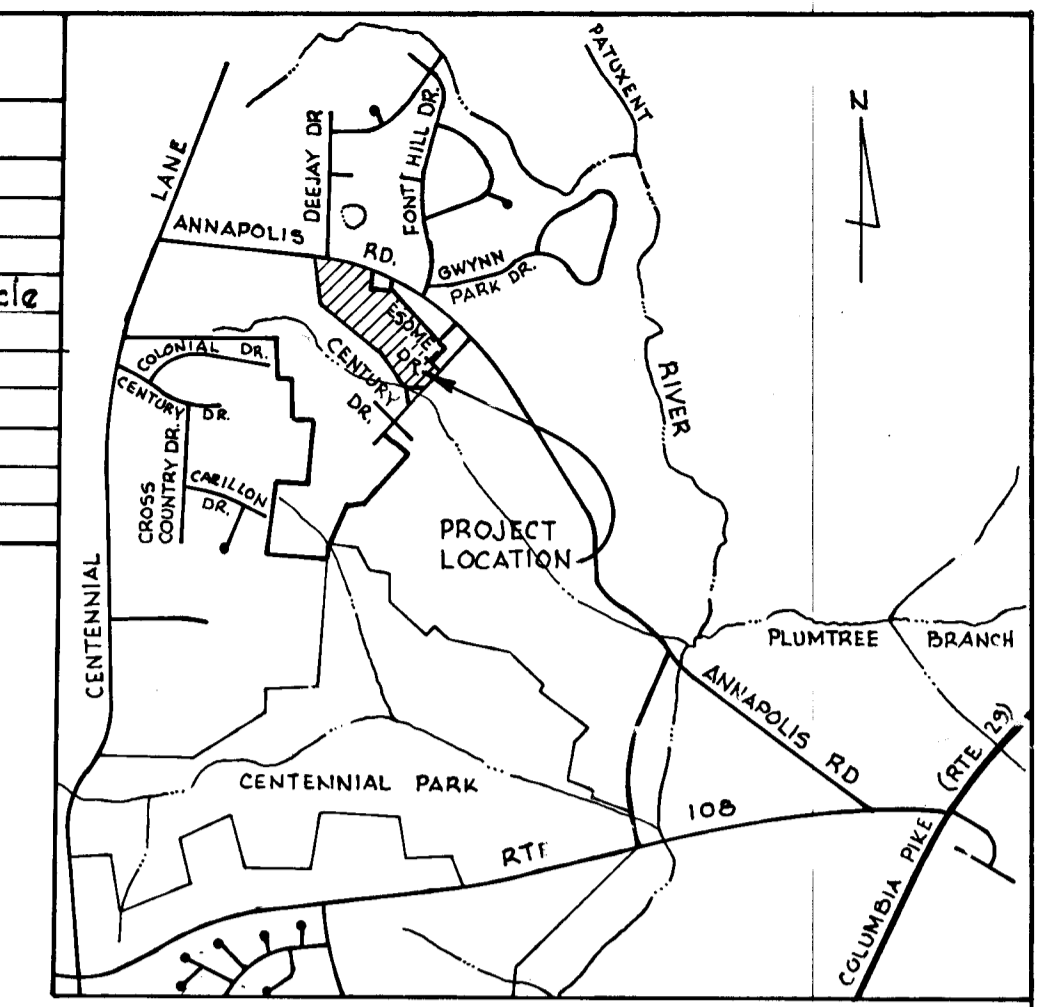 PATUXENT
RIVER
N
LANE
CENTENNIAL
ANNAPOLIS
RD.
DEEJAY DR
FONT HILL DR.
GWYNN
PARK DR.
cle
ESOME
DR.
CENTURY
DR.
COLONIAL DR.
CENTURY DR.
CROSS
COUNTRY DR.
CARILLON
DR.
PROJECT
LOCATION
PLUMTREE BRANCH
ANNAPOLIS RD
CENTENNIAL PARK
RTE 108
COLUMBIA PIKE (RTE 29)